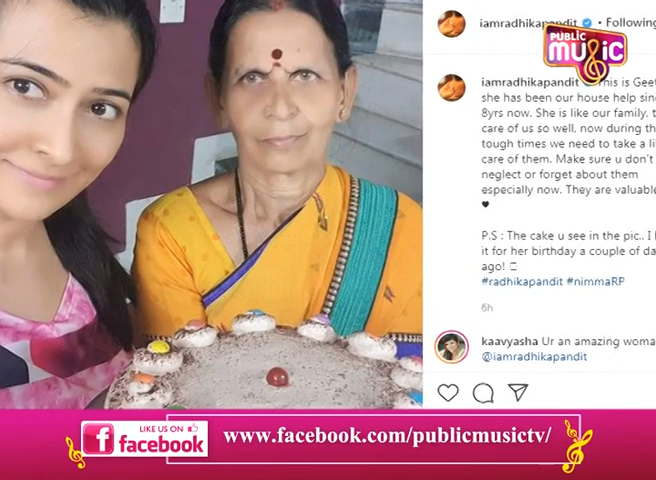 iamradhikapandit • Following
PUBLIC
music
iamradhikapandit This is Geet
she has been our house help sin
8yrs now. She is like our family, t
care of us so well, now during th
tough times we need to take a li
care of them. Make sure u don't
neglect or forget about them
especially now. They are valuable
P.S : The cake u see in the pic.. I
it for her birthday a couple of da
ago!
#radhikapandit #nimmaRP
6h
kaavyasha Ur an amazing woma
@iamradhikapandit
LIKE US ON
f facebook
www.facebook.com/publicmusictv/